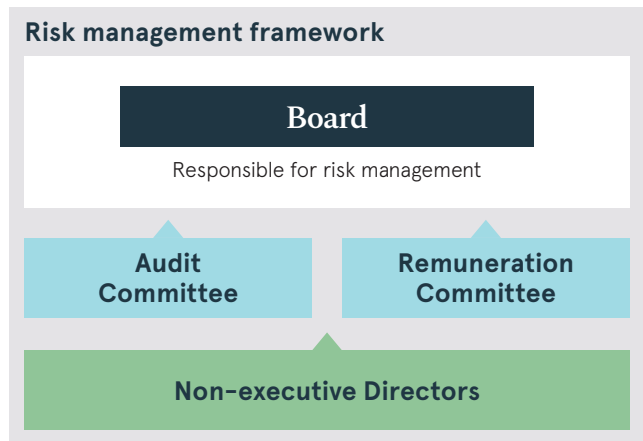 Risk management framework
Board
Responsible for risk management
Audit
Committee
Remuneration
Committee
Non-executive Directors